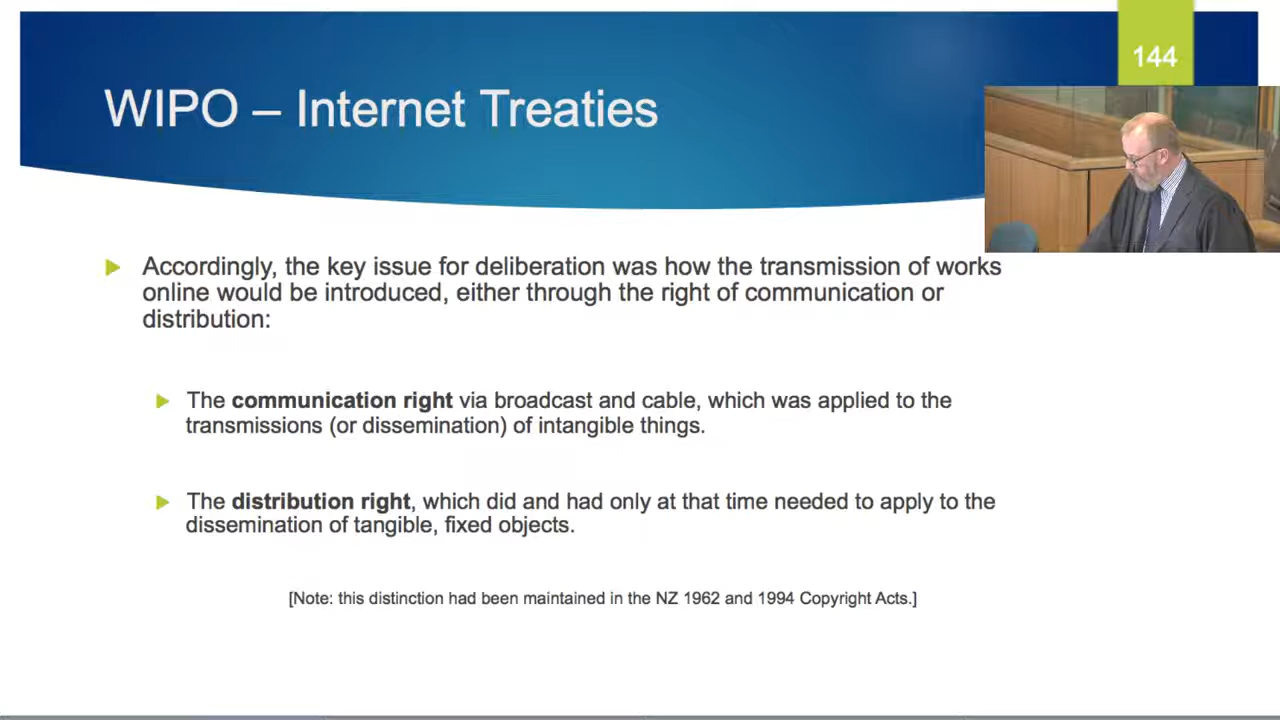 144
WIPO – Internet Treaties
Accordingly, the key issue for deliberation was how the transmission of works
online would be introduced, either through the right of communication or
distribution:
The communication right via broadcast and cable, which was applied to the
transmissions (or dissemination) of intangible things.
The distribution right, which did and had only at that time needed to apply to the
dissemination of tangible, fixed objects.
[Note: this distinction had been maintained in the NZ 1962 and 1994 Copyright Acts.]